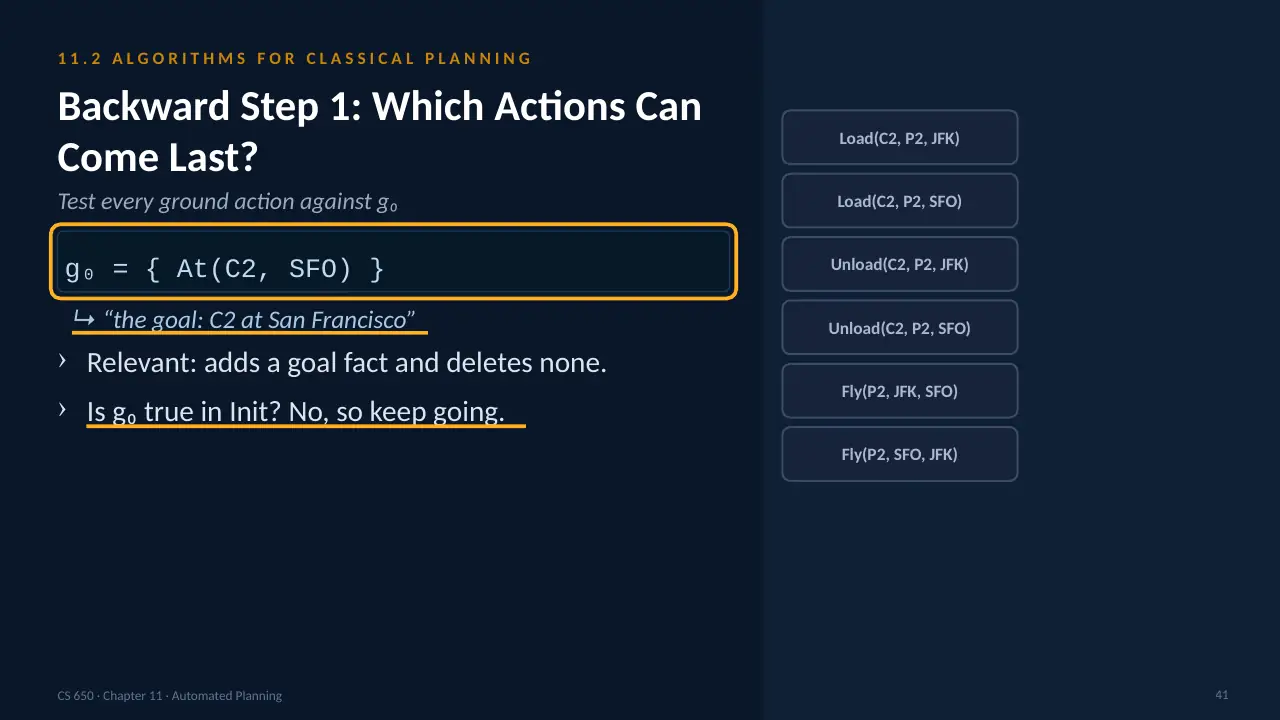 11.2 ALGORITHMS FOR CLASSICAL PLANNING
Backward Step 1: Which Actions Can
Come Last?
Test every ground action against g₀
g₀ = { At(C2, SFO) }
↪ “the goal: C2 at San Francisco”
› Relevant: adds a goal fact and deletes none.
› Is g₀ true in Init? No, so keep going.
Load(C2, P2, JFK)
Load(C2, P2, SFO)
Unload(C2, P2, JFK)
Unload(C2, P2, SFO)
Fly(P2, JFK, SFO)
Fly(P2, SFO, JFK)
CS 650 · Chapter 11 · Automated Planning
41